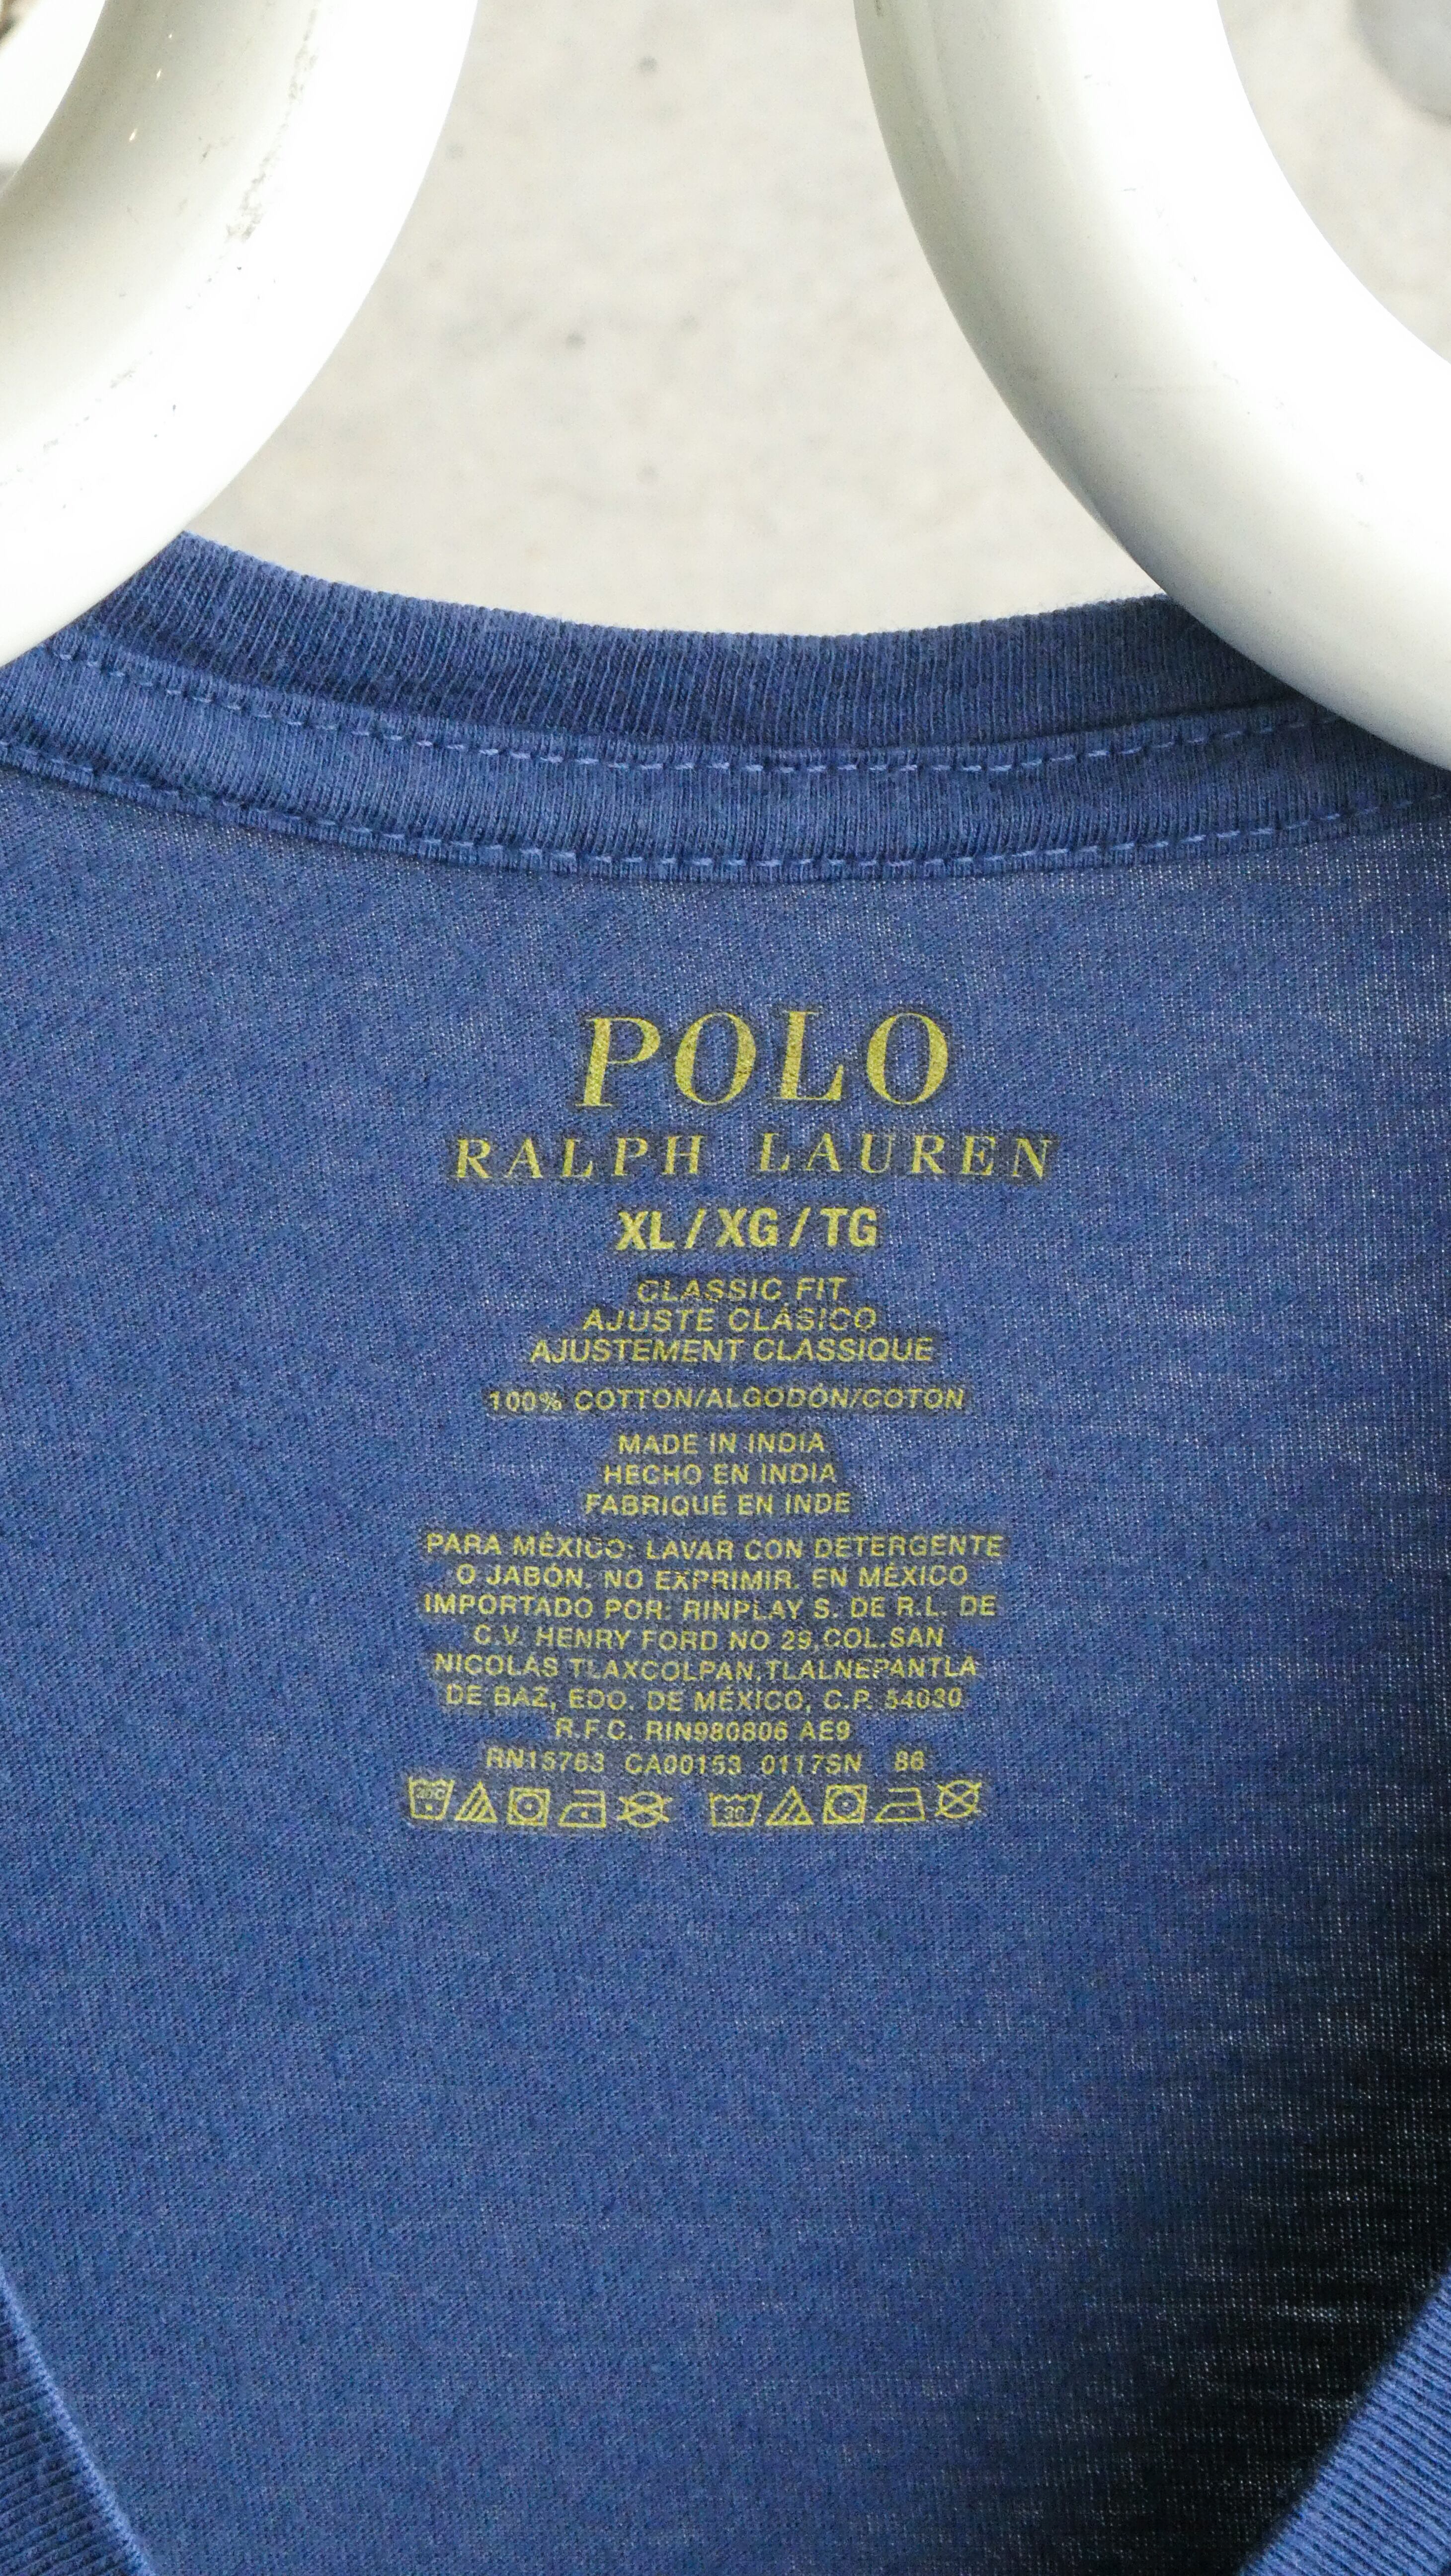 POLO
RALPH LAUREN
XL/XG/TG
CLASSIC FIT
AJUSTE CLÁSICO
AJUSTEMENT CLASSIQUE
100% COTTON/ALGODÓN/COTON
MADE IN INDIA
HECHO EN INDIA
FABRIQUÉ EN INDE
PARA MÉXICO: LAVAR CON DETERGENTE
O JABÓN. NO EXPRIMIR. EN MÉXICO
IMPORTADO POR: RINPLAY S. DE R.L. DE
C.V. HENRY FORD NO 29,COL.SAN
NICOLÁS TLAXCOLPAN,TLALNEPANTLA
DE BAZ, EDO. DE MÉXICO, C.P. 54030
R.F.C. RIN980806 AE9
RN15763 CA00153 0117SN 86
30C 30